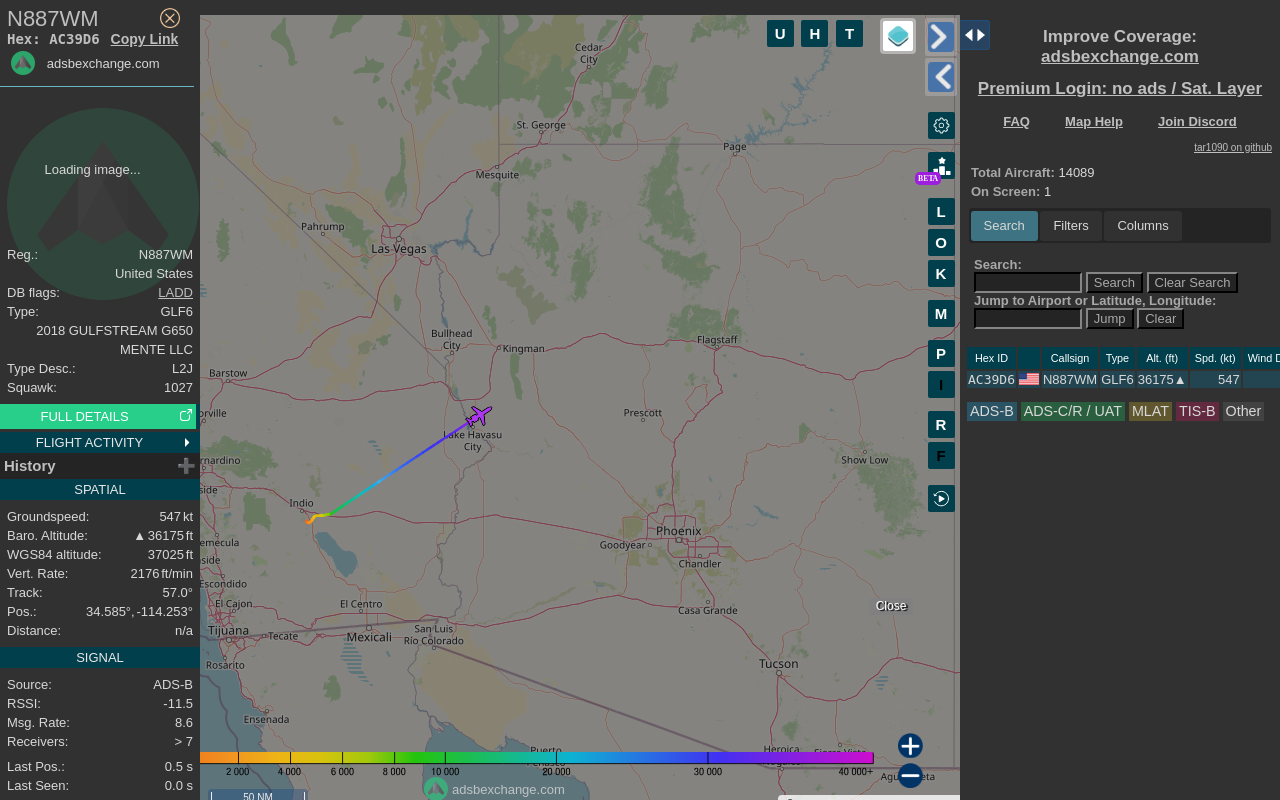 N887WM
Hex: AC39D6 Copy Link
adsbexchange.com
Loading image...
Reg.: N887WM
United States
DB flags: LADD
Type: GLF6
2018 GULFSTREAM G650
MENTE LLC
Type Desc.: L2J
Squawk: 1027
FULL DETAILS
FLIGHT ACTIVITY
History
SPATIAL
Groundspeed: 547 kt
Baro. Altitude: ▲ 36175 ft
WGS84 altitude: 37025 ft
Vert. Rate: 2176 ft/min
Track: 57.0°
Pos.: 34.585°, -114.253°
Distance: n/a
SIGNAL
Source: ADS-B
RSSI: -11.5
Msg. Rate: 8.6
Receivers: > 7
Last Pos.: 0.5 s
Last Seen: 0.0 s
U H T
Cedar
City
St. George
Page
Mesquite
BETA
Pahrump
Las Vegas
L
O
K
M
P
I
R
F
Bullhead
City
Kingman
Flagstaff
Barstow
orville
Prescott
Lake Havasu
City
Show Low
nardino
side
Indio
Phoenix
Goodyear
Chandler
emecula
side
Escondido
El Cajon
El Centro
Casa Grande
Close
Tijuana
Tecate
Mexicali
San Luis
Río Colorado
Rosarito
Tucson
Ensenada
Puerto
Heroica
2 000 4 000 6 000 8 000 10 000 20 000 30 000 40 000+
50 NM
adsbexchange.com
Improve Coverage:
adsbexchange.com
Premium Login: no ads / Sat. Layer
FAQ Map Help Join Discord
tar1090 on github
Total Aircraft: 14089
On Screen: 1
Search Filters Columns
Search:
Search Clear Search
Jump to Airport or Latitude, Longitude:
Jump Clear
Hex ID Callsign Type Alt. (ft) Spd. (kt) Wind D
AC39D6 N887WM GLF6 36175▲ 547
ADS-B ADS-C/R / UAT MLAT TIS-B Other